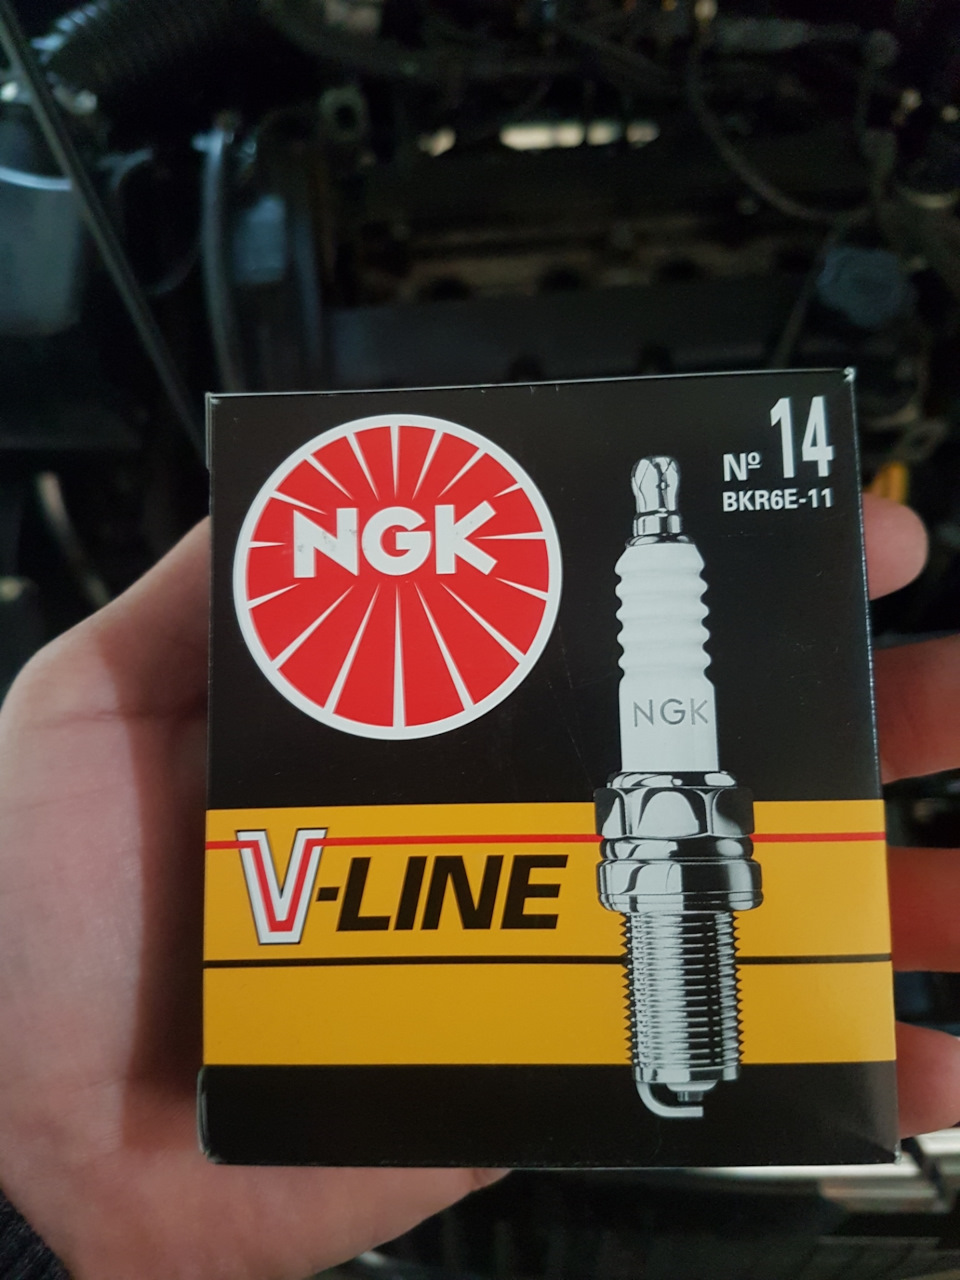 Nº 14
BKR6E-11
NGK
NGK
V-LINE